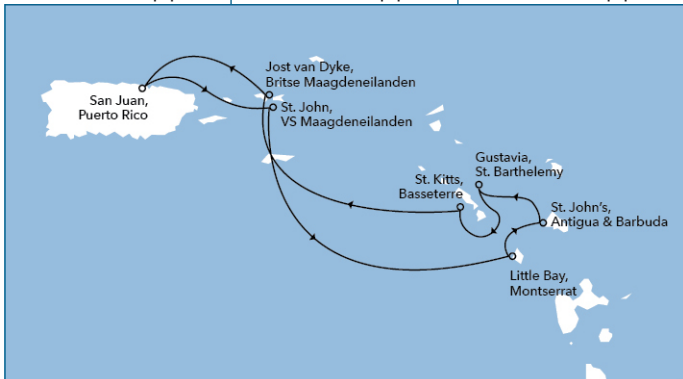 Jost van Dyke,
Britse Maagdeneilanden
San Juan,
Puerto Rico
St. John,
VS Maagdeneilanden
Gustavia,
St. Barthelemy
St. Kitts,
Basseterre
St. John's,
Antigua & Barbuda
Little Bay,
Montserrat